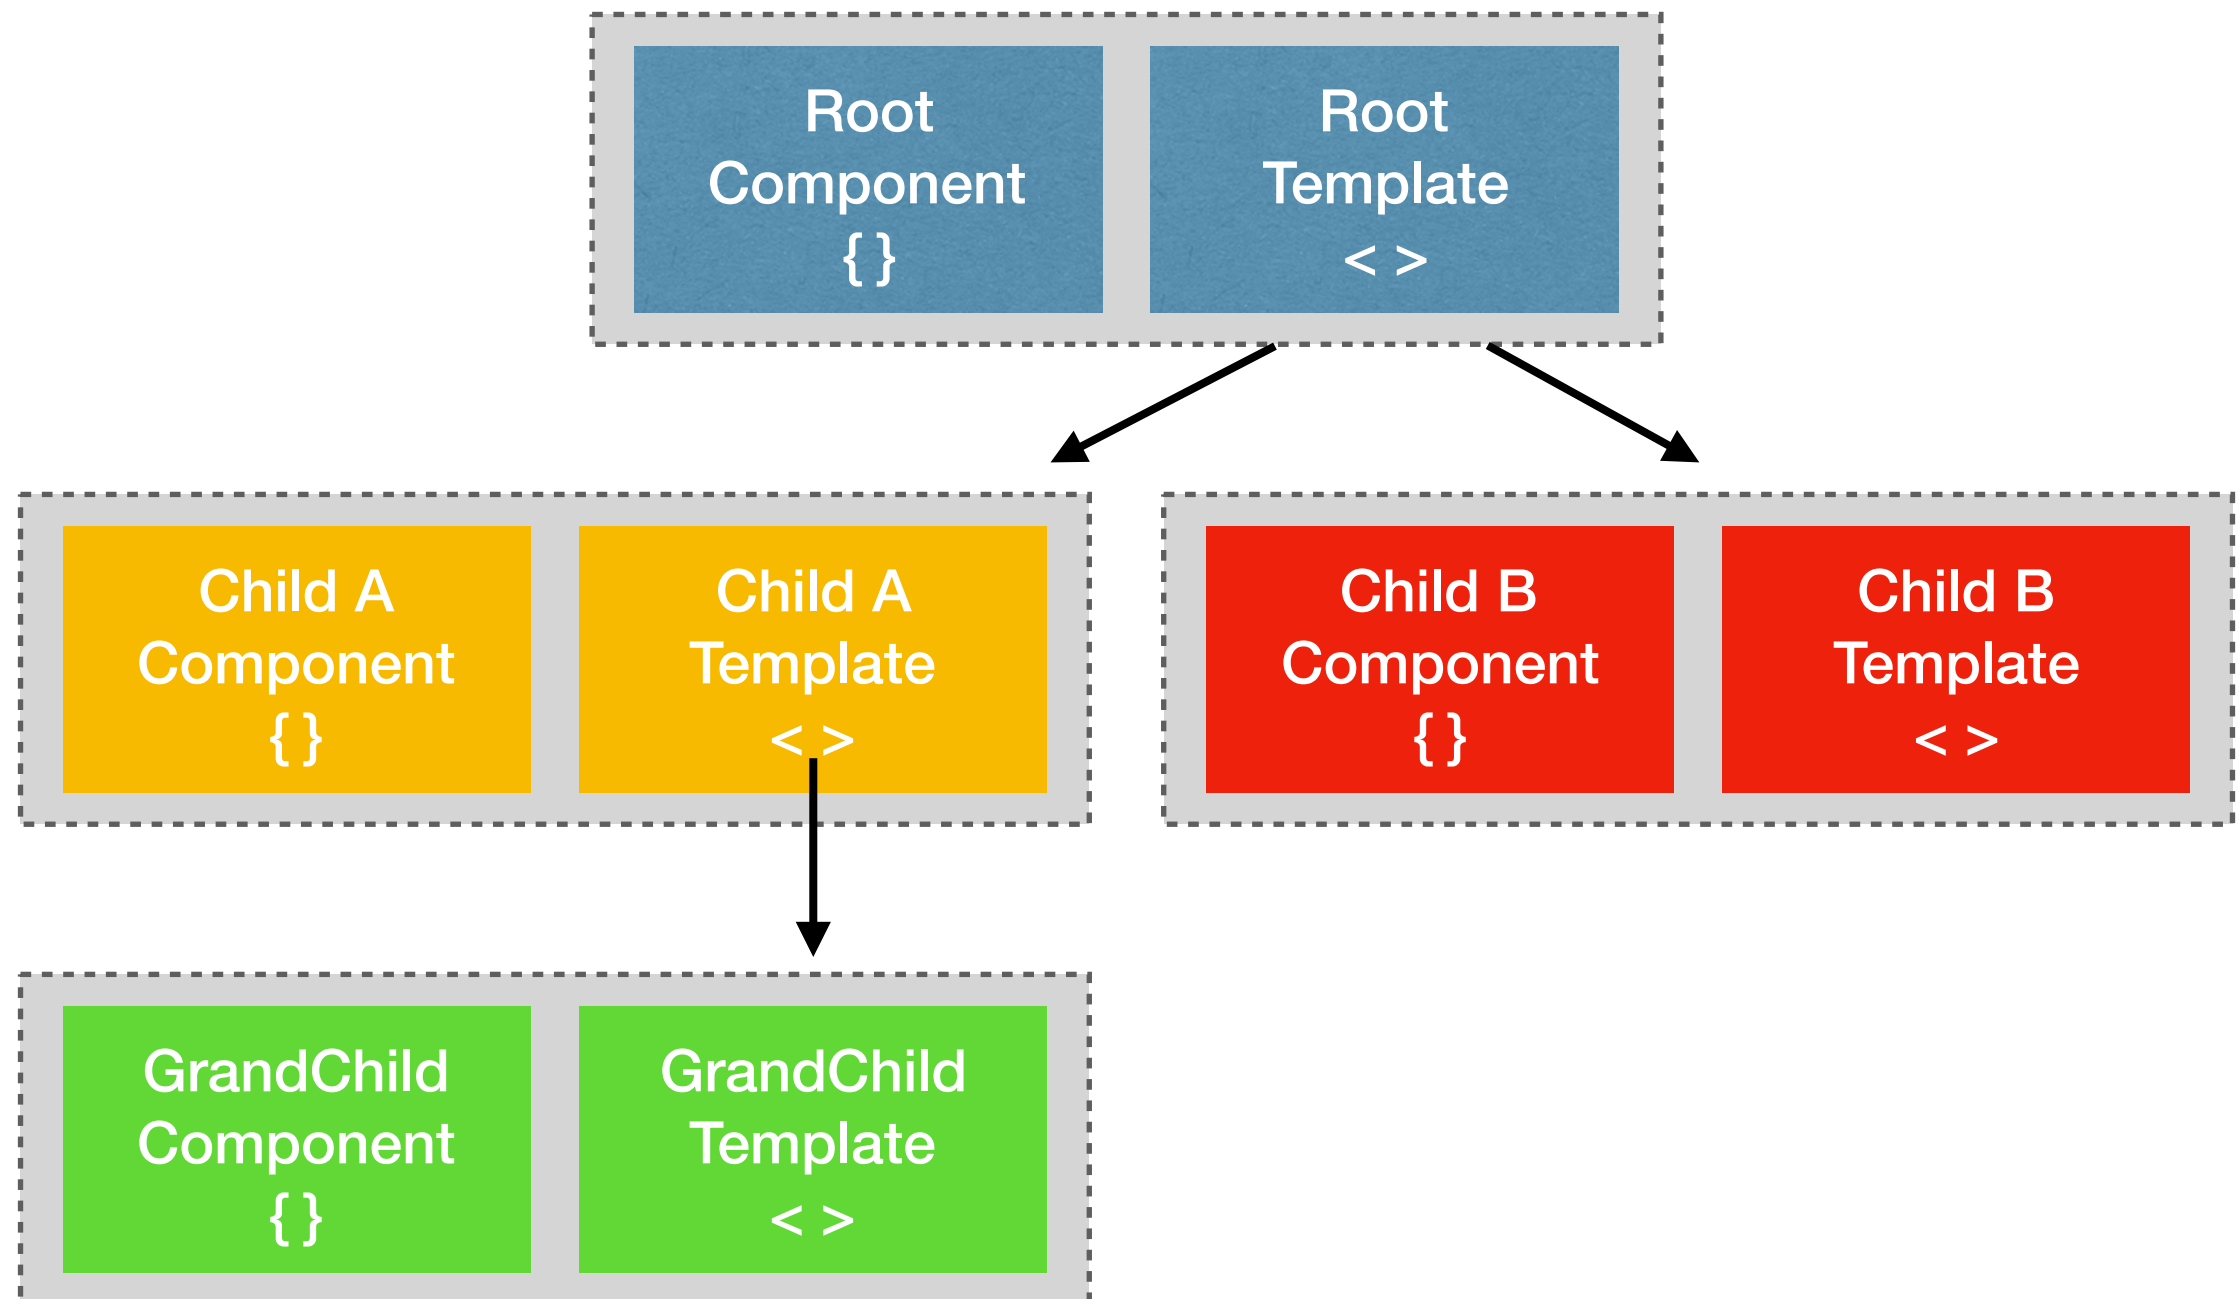 Root
Component
{ }
Root
Template
< >
Child A
Component
{ }
Child A
Template
< >
Child B
Component
{ }
Child B
Template
< >
GrandChild
Component
{ }
GrandChild
Template
< >